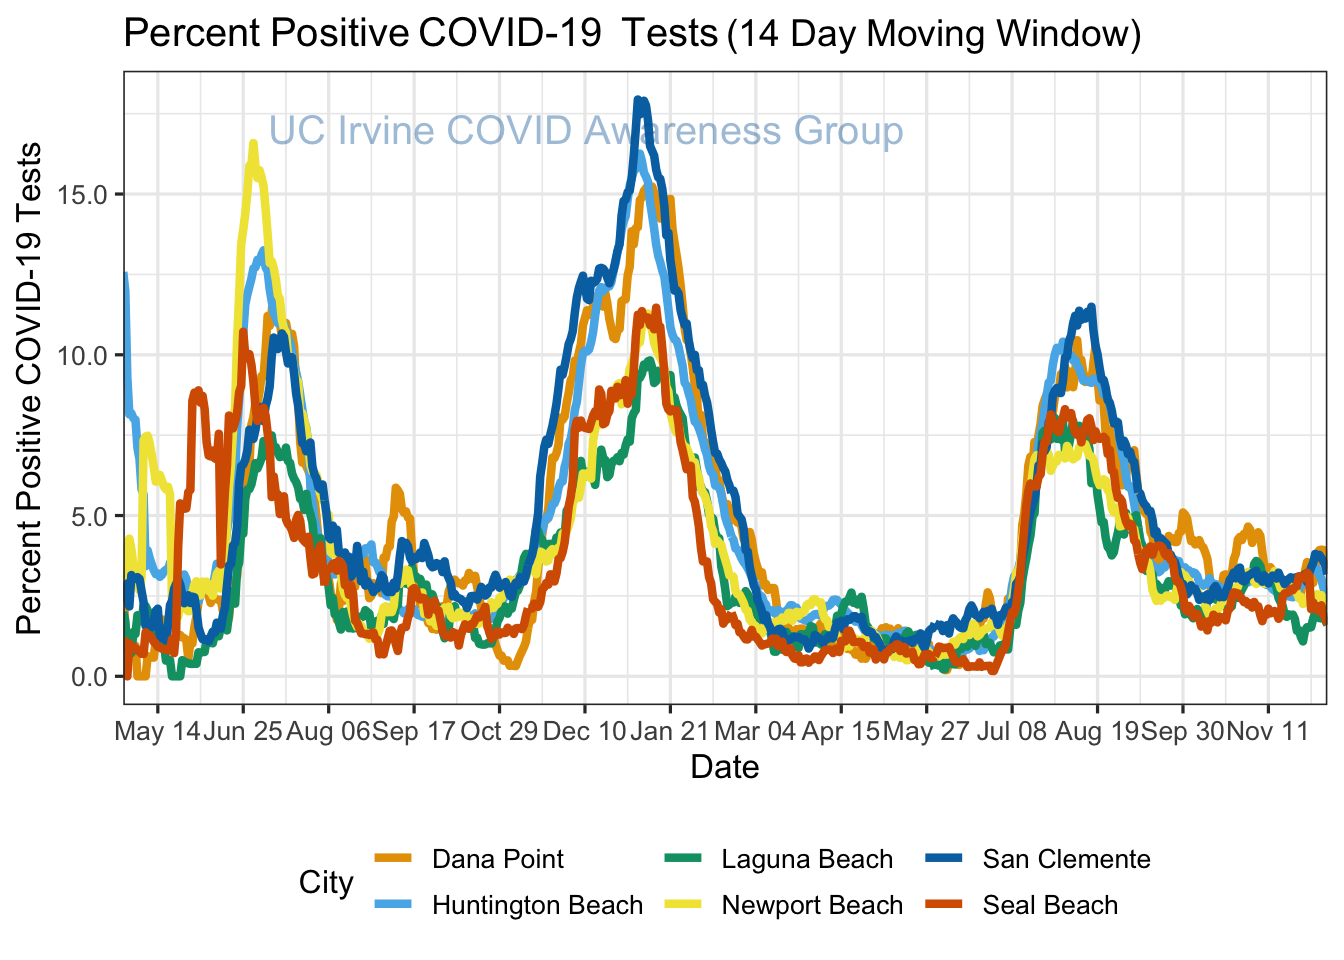 Percent Positive COVID-19 Tests (14 Day Moving Window)
UC Irvine COVID Awareness Group
Percent Positive COVID-19 Tests
15.0
10.0
5.0
0.0
May 14 Jun 25 Aug 06 Sep 17 Oct 29 Dec 10 Jan 21 Mar 04 Apr 15 May 27 Jul 08 Aug 19 Sep 30 Nov 11
Date
City
Dana Point Laguna Beach San Clemente
Huntington Beach Newport Beach Seal Beach